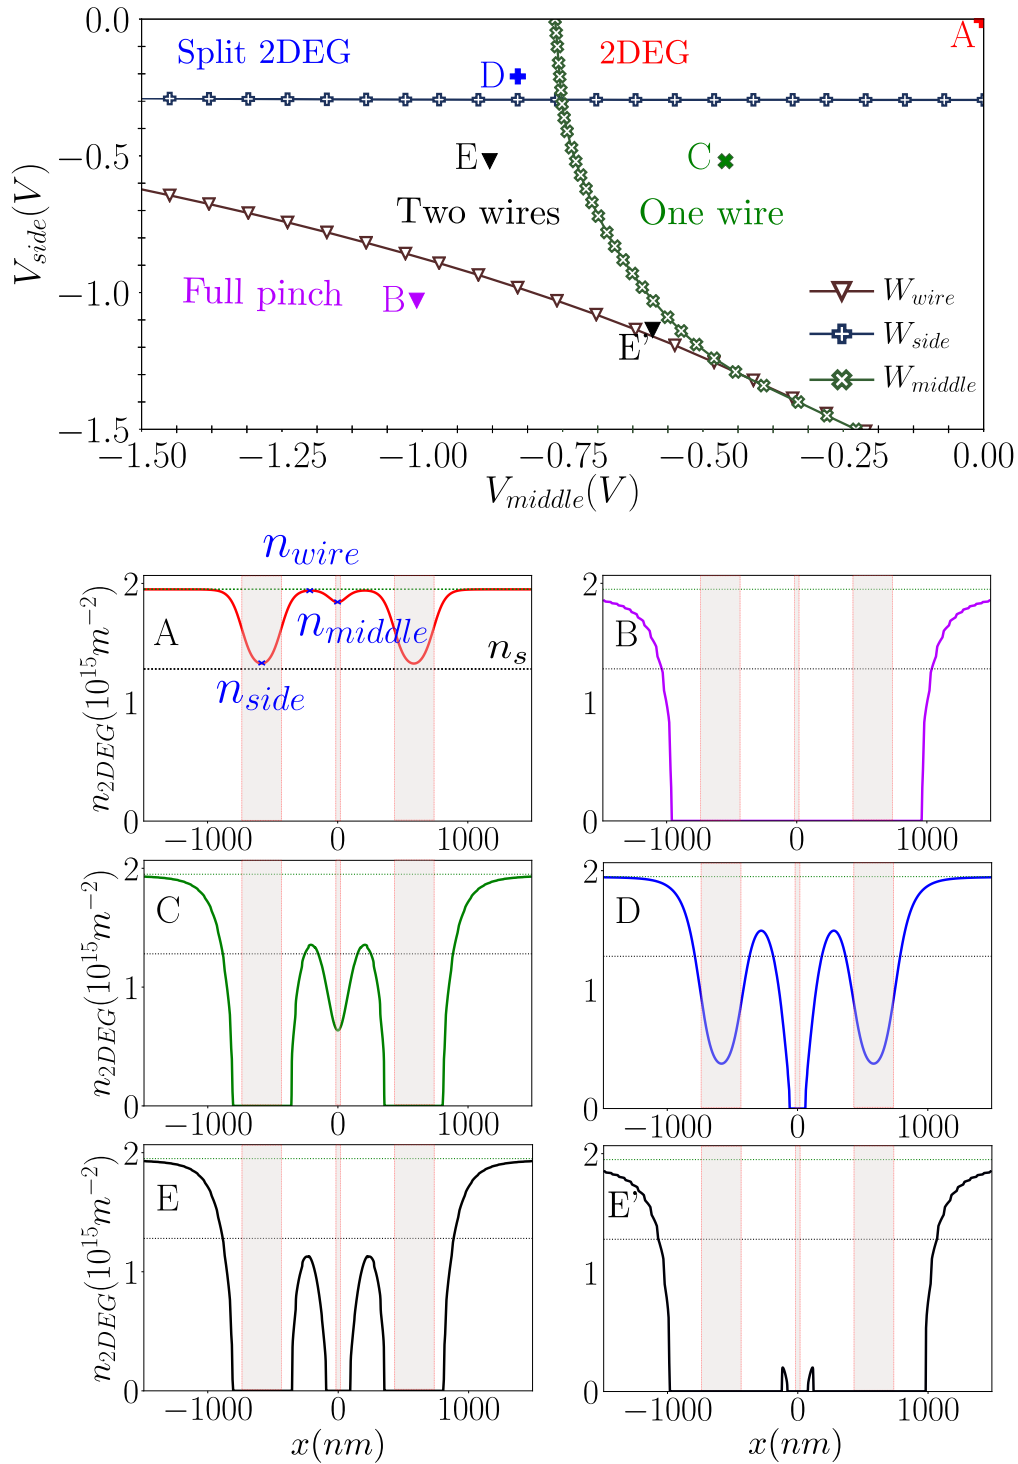 0.0
−0.5
−1.0
−1.5
V_side(V)
Split 2DEG
2DEG
A
D
E
C
Two wires
One wire
Full pinch
B
E'
W_wire
W_side
W_middle
−1.50
−1.25
−1.00
−0.75
−0.50
−0.25
0.00
V_middle(V)
n_wire
n_middle
n_s
n_side
A
2
1
0
n_2DEG(10^15 m^−2)
−1000
0
1000
B
2
1
0
−1000
0
1000
C
2
1
0
n_2DEG(10^15 m^−2)
−1000
0
1000
D
2
1
0
−1000
0
1000
E
2
1
0
n_2DEG(10^15 m^−2)
−1000
0
1000
x(nm)
E'
2
1
0
−1000
0
1000
x(nm)